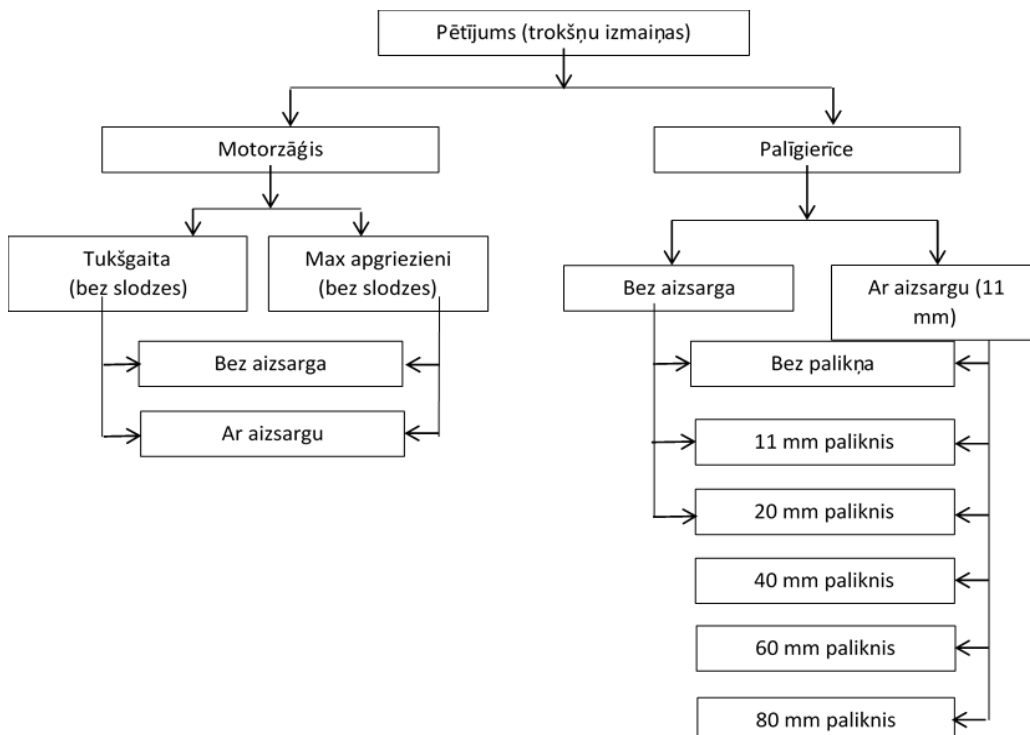 Pētījums (trokšņu izmaiņas)
Motorzāģis
Palīgierīce
Tukšgaita
(bez slodzes)
Max apgriezieni
(bez slodzes)
Bez aizsarga
Ar aizsargu (11
mm)
Bez aizsarga
Ar aizsargu
Bez palikņa
11 mm paliknis
20 mm paliknis
40 mm paliknis
60 mm paliknis
80 mm paliknis